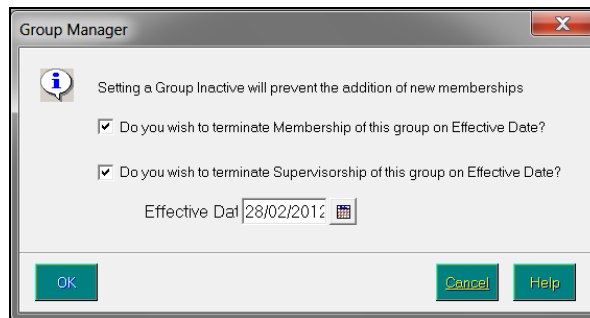 Group Manager
Setting a Group Inactive will prevent the addition of new memberships
Do you wish to terminate Membership of this group on Effective Date?
Do you wish to terminate Supervisorship of this group on Effective Date?
Effective Dat 28/02/2012
OK Cancel Help